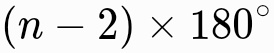 (n − 2) × 180°